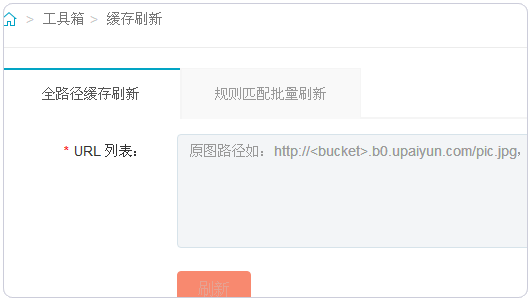 > 工具箱 > 缓存刷新
全路径缓存刷新 规则匹配批量刷新
* URL 列表：
原图路径如：http://<bucket>.b0.upaiyun.com/pic.jpg，
刷新